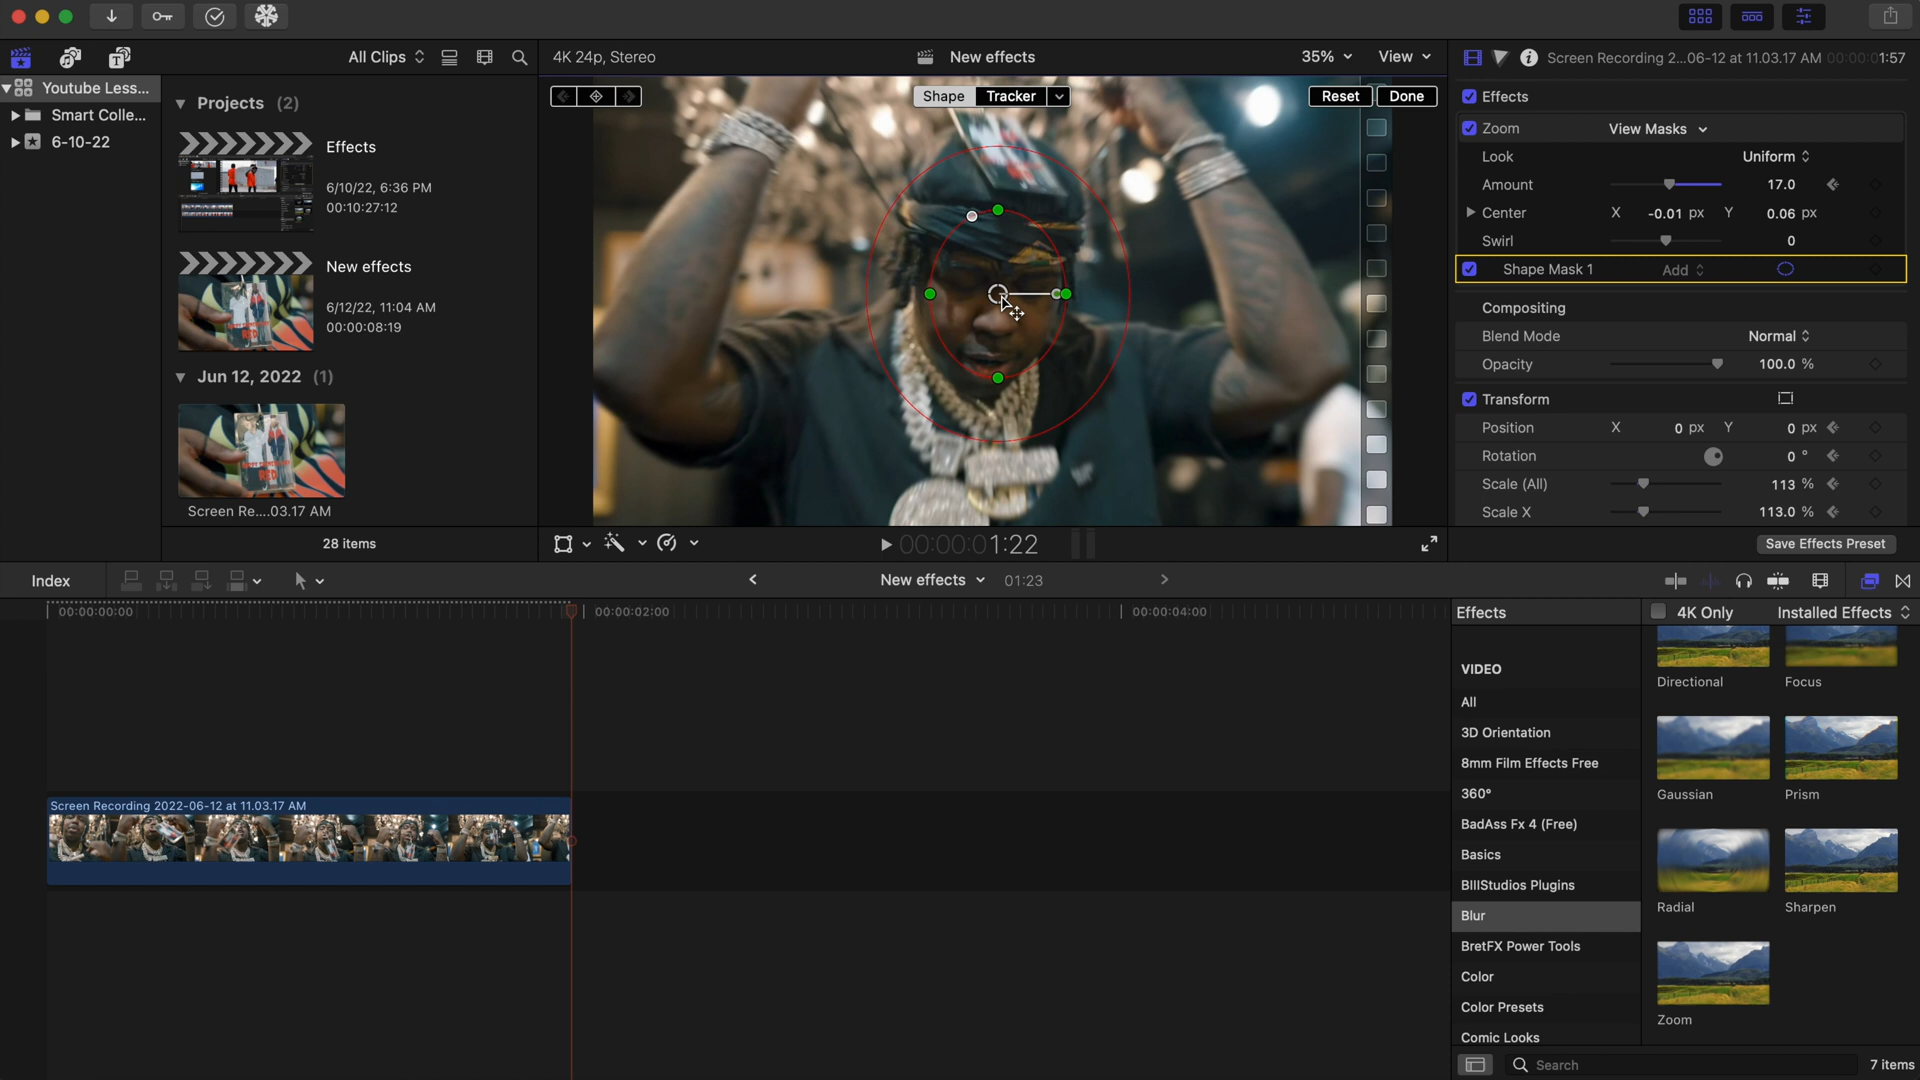 All Clips
4K 24p, Stereo
New effects
35%
View
Screen Recording 2...06-12 at 11.03.17 AM
00:00:01:57
Youtube Less...
Smart Colle...
6-10-22
Projects (2)
Effects
6/10/22, 6:36 PM
00:10:27:12
New effects
6/12/22, 11:04 AM
00:00:08:19
Jun 12, 2022 (1)
RED
Screen Re....03.17 AM
28 items
Shape
Tracker
Reset
Done
00:00:01:22
Effects
Zoom
View Masks
Look
Uniform
Amount
17.0
Center
X -0.01 px Y 0.06 px
Swirl
0
Shape Mask 1
Add
Compositing
Blend Mode
Normal
Opacity
100.0 %
Transform
Position
X 0 px Y 0 px
Rotation
0 °
Scale (All)
113 %
Scale X
113.0 %
Save Effects Preset
Index
New effects
01:23
00:00:00:00
00:00:02:00
00:00:04:00
Screen Recording 2022-06-12 at 11.03.17 AM
Effects
4K Only
Installed Effects
VIDEO
All
3D Orientation
8mm Film Effects Free
360°
BadAss Fx 4 (Free)
Basics
BIIIStudios Plugins
Blur
BretFX Power Tools
Color
Color Presets
Comic Looks
Directional
Focus
Gaussian
Prism
Radial
Sharpen
Zoom
Search
7 items